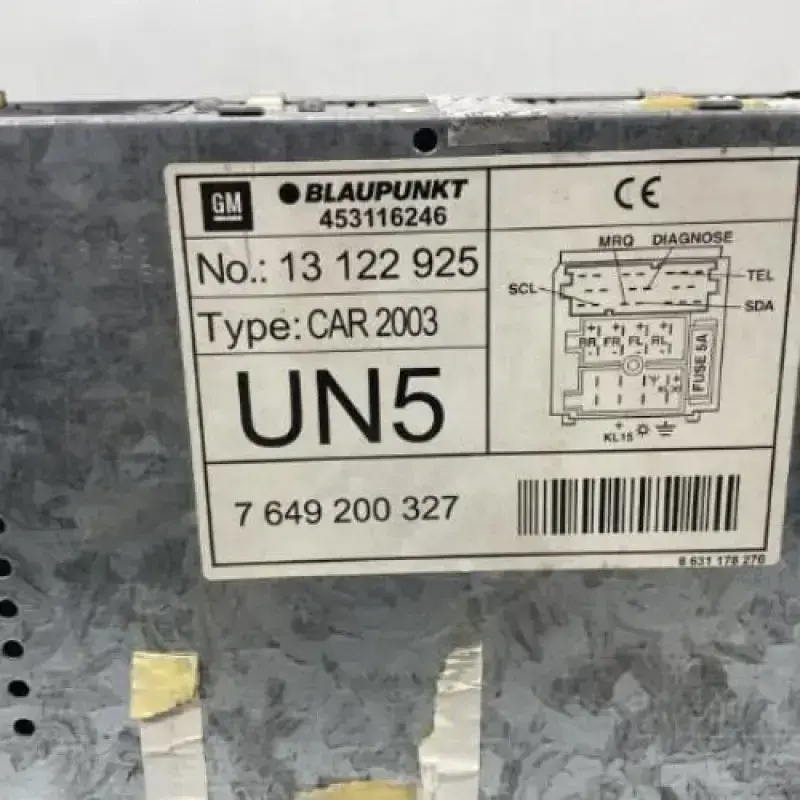 GM
BLAUPUNKT
453116246
CE
No.: 13 122 925
Type: CAR 2003
UN5
7 649 200 327
MRQ DIAGNOSE
SCL
TEL
SDA
RR FR FL RL
FUSE 5A
KL15
8 631 178 276